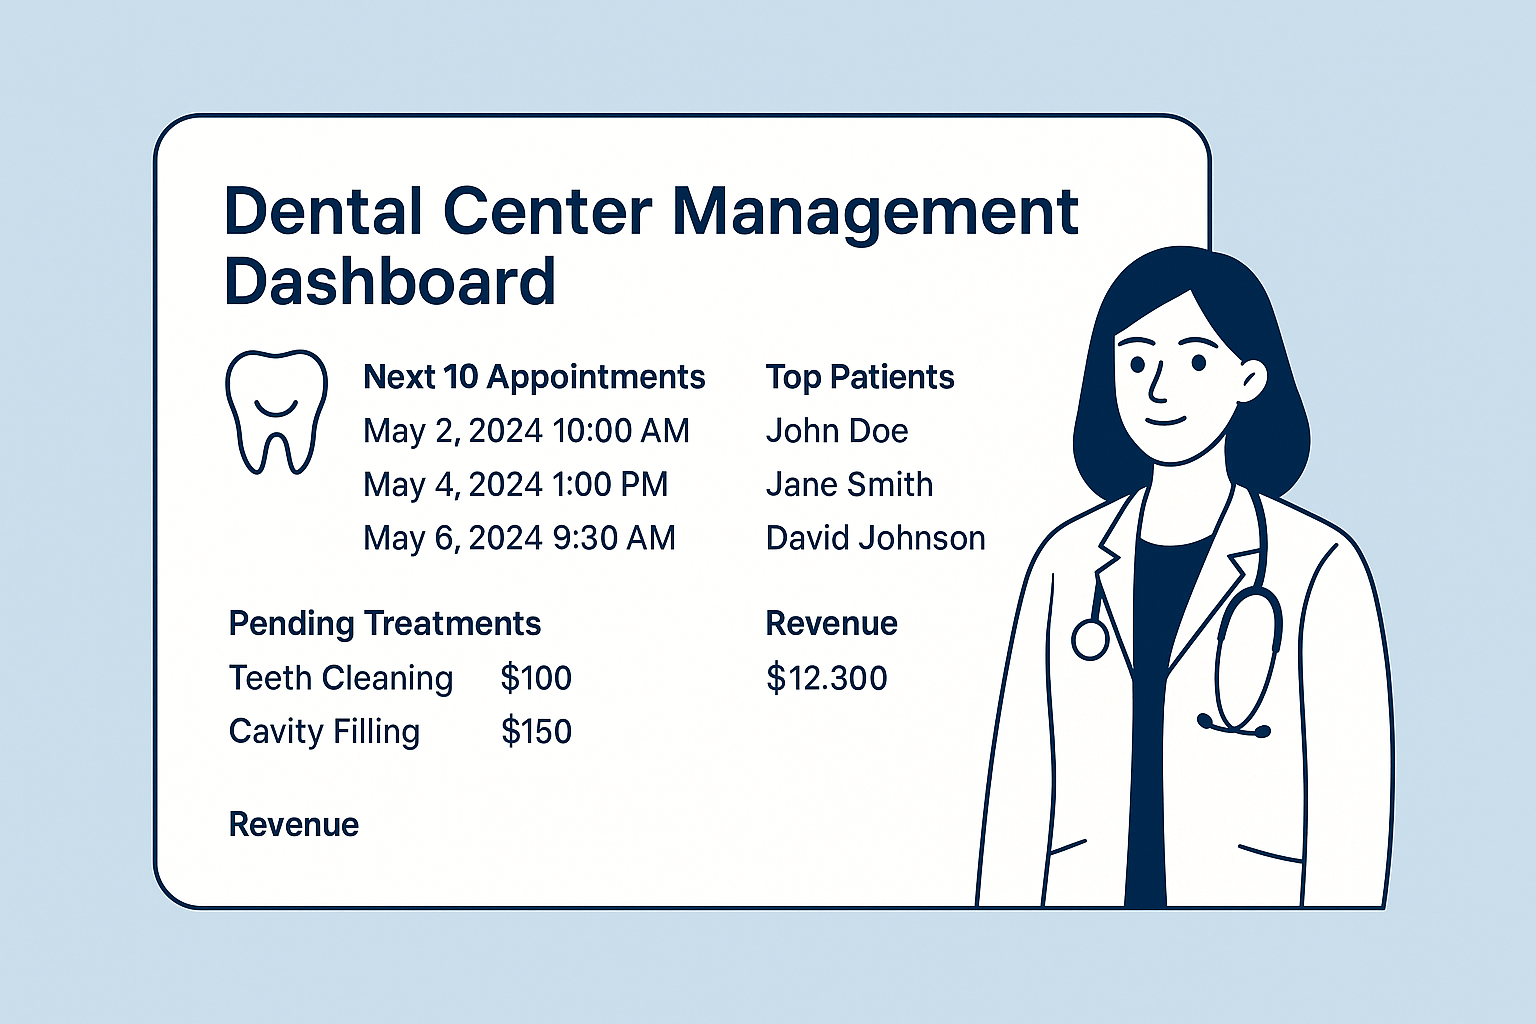 Dental Center Management
Dashboard
Next 10 Appointments
May 2, 2024 10:00 AM
May 4, 2024 1:00 PM
May 6, 2024 9:30 AM
Top Patients
John Doe
Jane Smith
David Johnson
Pending Treatments
Teeth Cleaning $100
Cavity Filling $150
Revenue
$12.300
Revenue